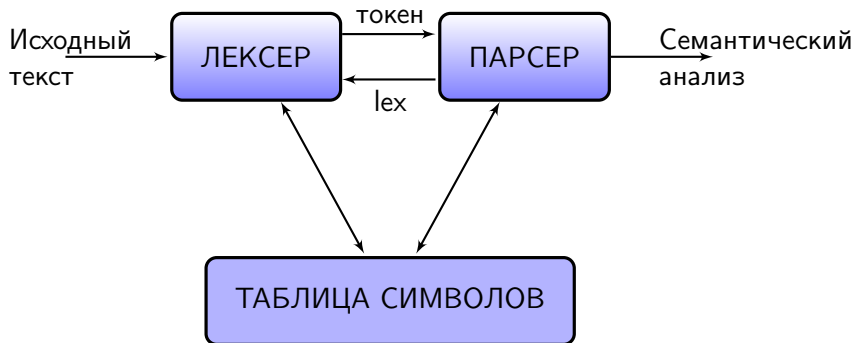 Исходный
текст
ЛЕКСЕР
токен
lex
ПАРСЕР
Семантический
анализ
ТАБЛИЦА СИМВОЛОВ